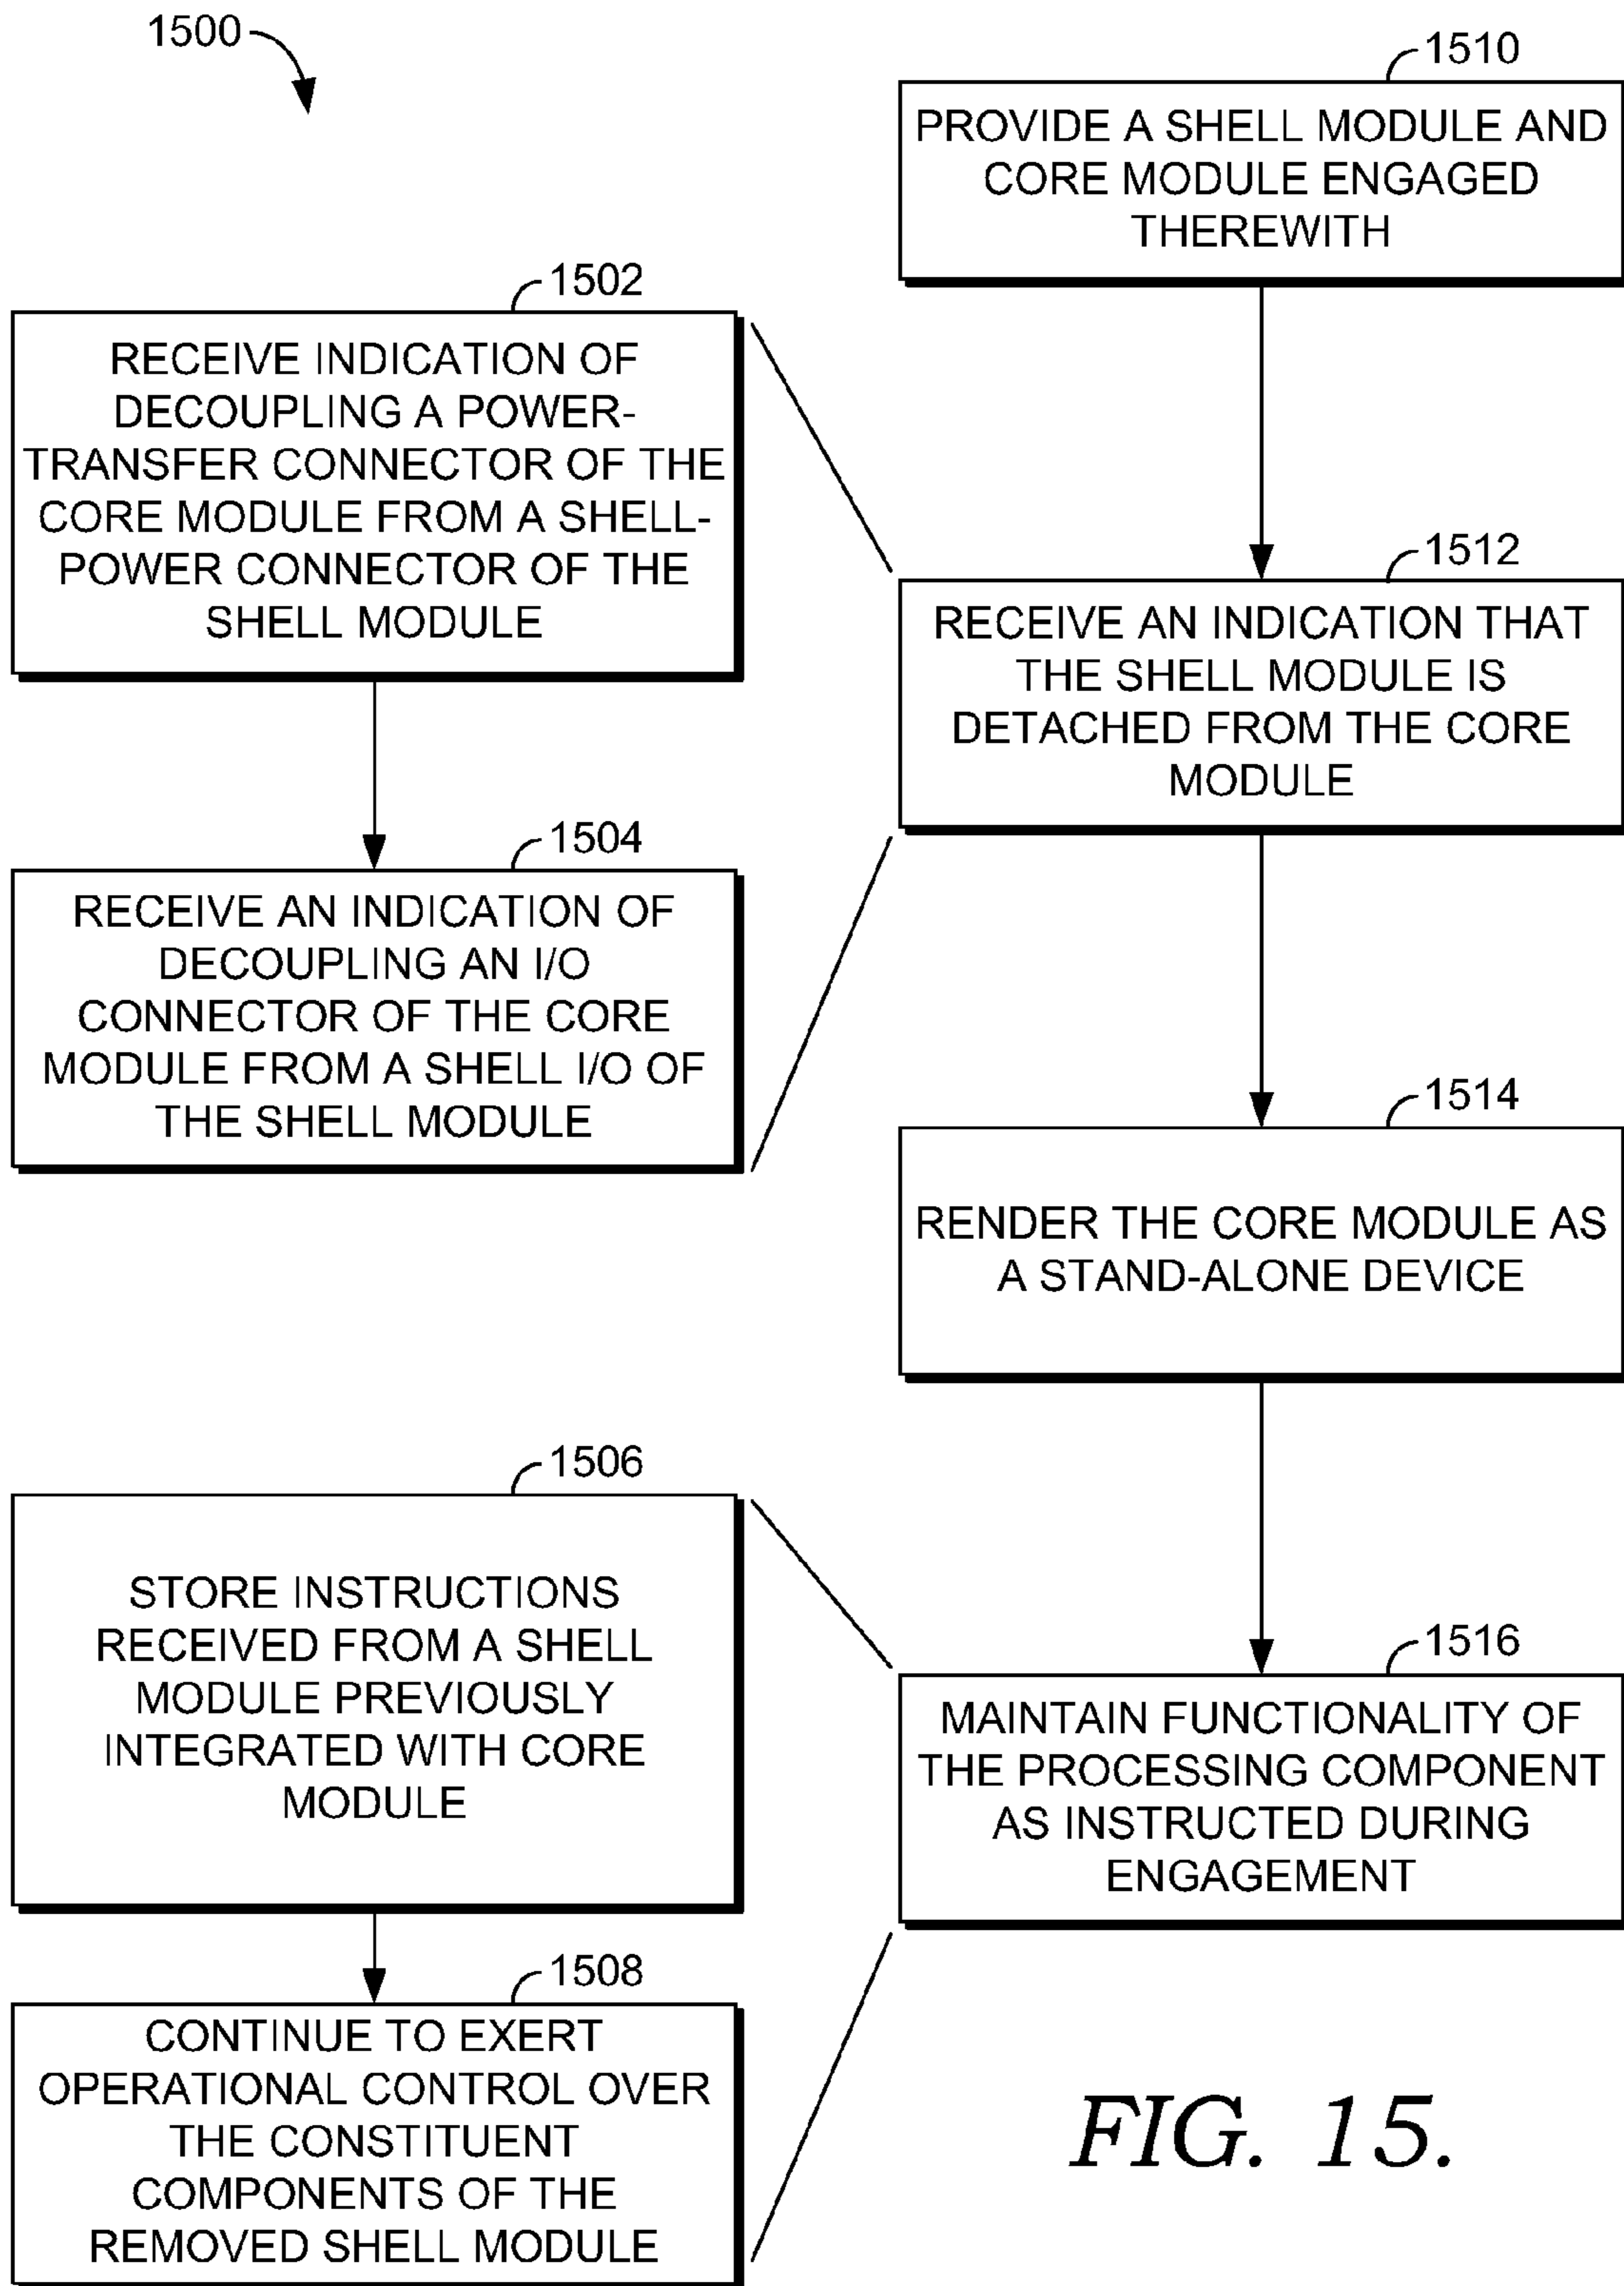 1500
1510
PROVIDE A SHELL MODULE AND
CORE MODULE ENGAGED
THEREWITH
1502
RECEIVE INDICATION OF
DECOUPLING A POWER-
TRANSFER CONNECTOR OF THE
CORE MODULE FROM A SHELL-
POWER CONNECTOR OF THE
SHELL MODULE
1512
RECEIVE AN INDICATION THAT
THE SHELL MODULE IS
DETACHED FROM THE CORE
MODULE
1504
RECEIVE AN INDICATION OF
DECOUPLING AN I/O
CONNECTOR OF THE CORE
MODULE FROM A SHELL I/O OF
THE SHELL MODULE
1514
RENDER THE CORE MODULE AS
A STAND-ALONE DEVICE
1506
STORE INSTRUCTIONS
RECEIVED FROM A SHELL
MODULE PREVIOUSLY
INTEGRATED WITH CORE
MODULE
1516
MAINTAIN FUNCTIONALITY OF
THE PROCESSING COMPONENT
AS INSTRUCTED DURING
ENGAGEMENT
1508
CONTINUE TO EXERT
OPERATIONAL CONTROL OVER
THE CONSTITUENT
COMPONENTS OF THE
REMOVED SHELL MODULE
FIG. 15.